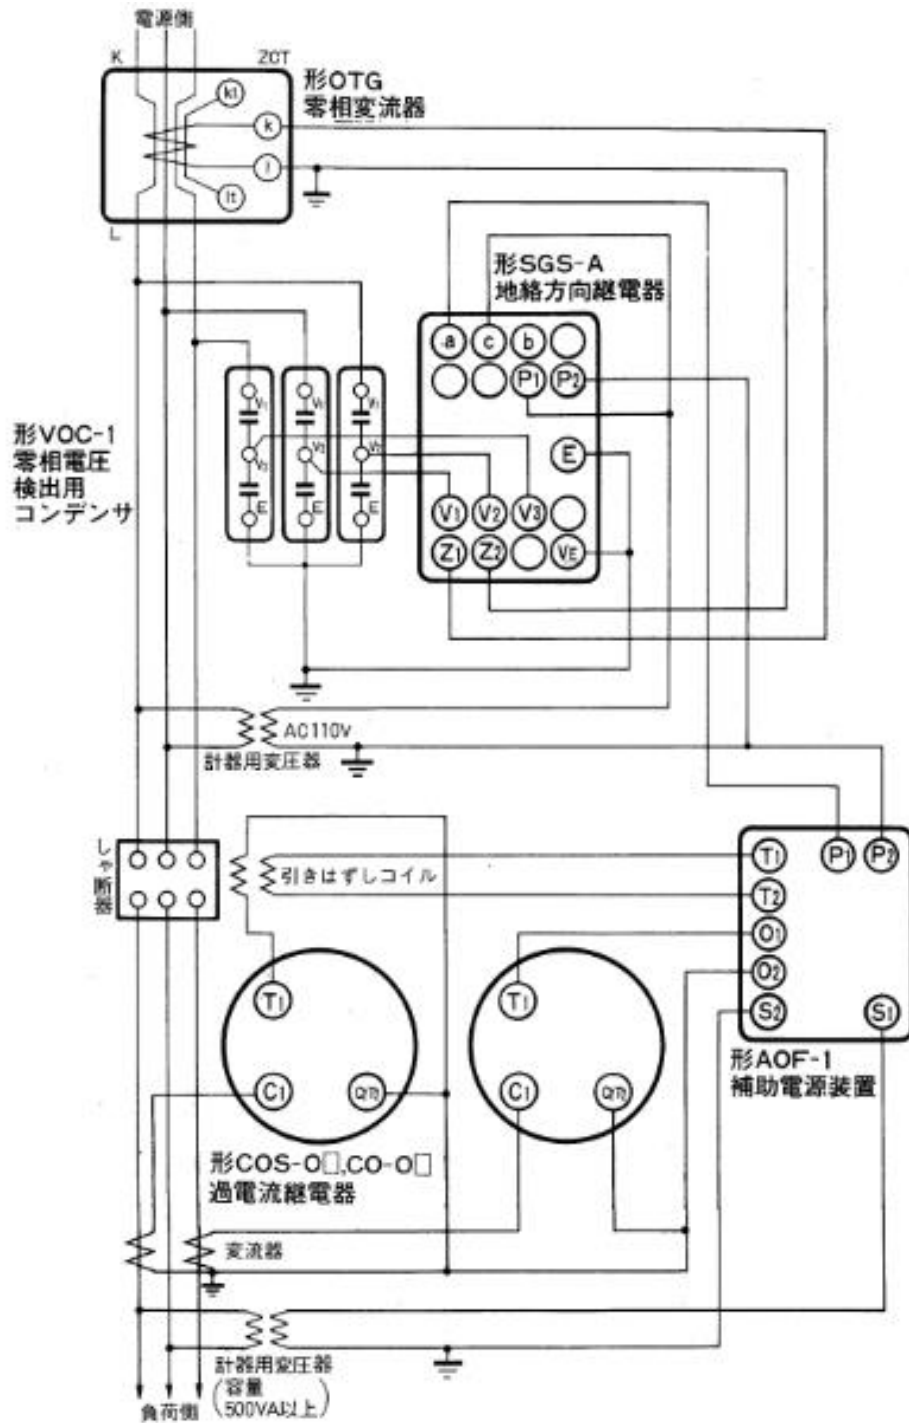 電源側
K
ZCT
kt
k
l
lt
L
形OTG
零相変流器
形SGS-A
地絡方向継電器
a
c
b
P1
P2
E
V1
V2
V3
Z1
Z2
VE
V1
V1
V1
V2
V2
V2
E
E
E
形VOC-1
零相電圧
検出用
コンデンサ
AC110V
計器用変圧器
しゃ断器
引きはずしコイル
T1
T2
O1
O2
S2
P1
P2
S1
形AOF-1
補助電源装置
T1
C1
T1
C1
形COS-O□,CO-O□
過電流継電器
変流器
計器用変圧器
(容量
500VA以上)
負荷側